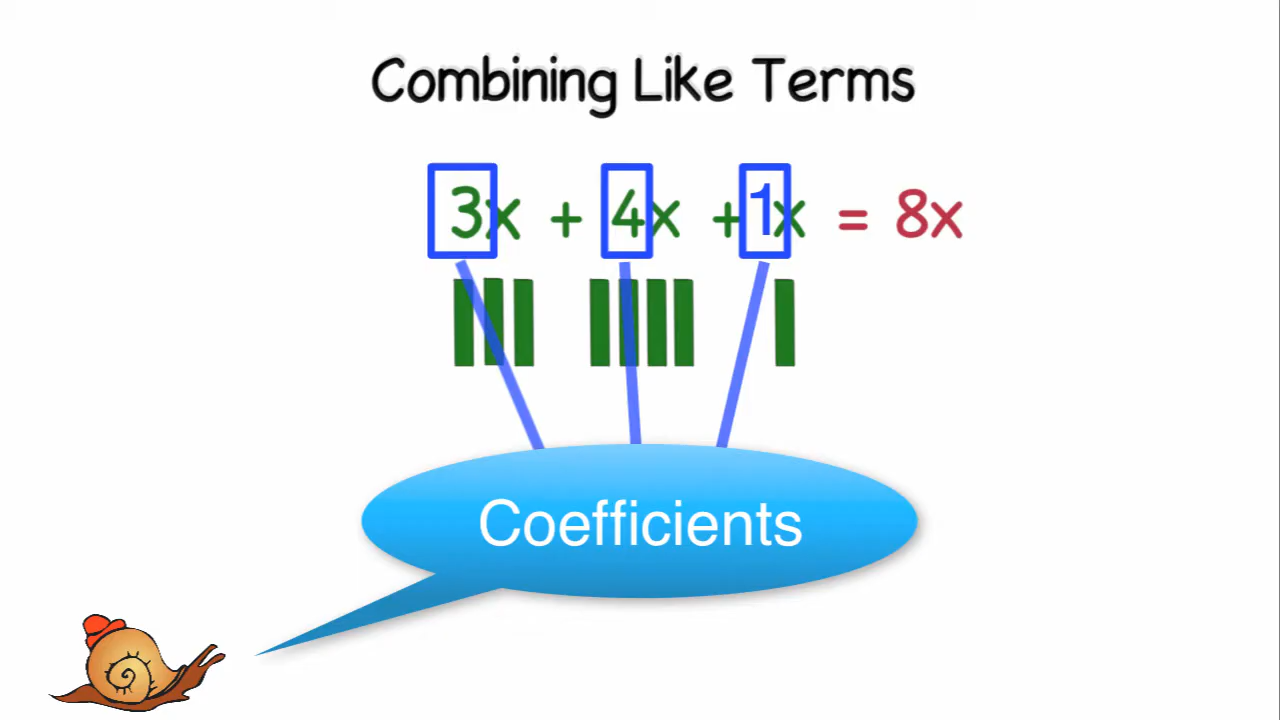 Combining Like Terms
3x + 4x + 1x = 8x
Coefficients